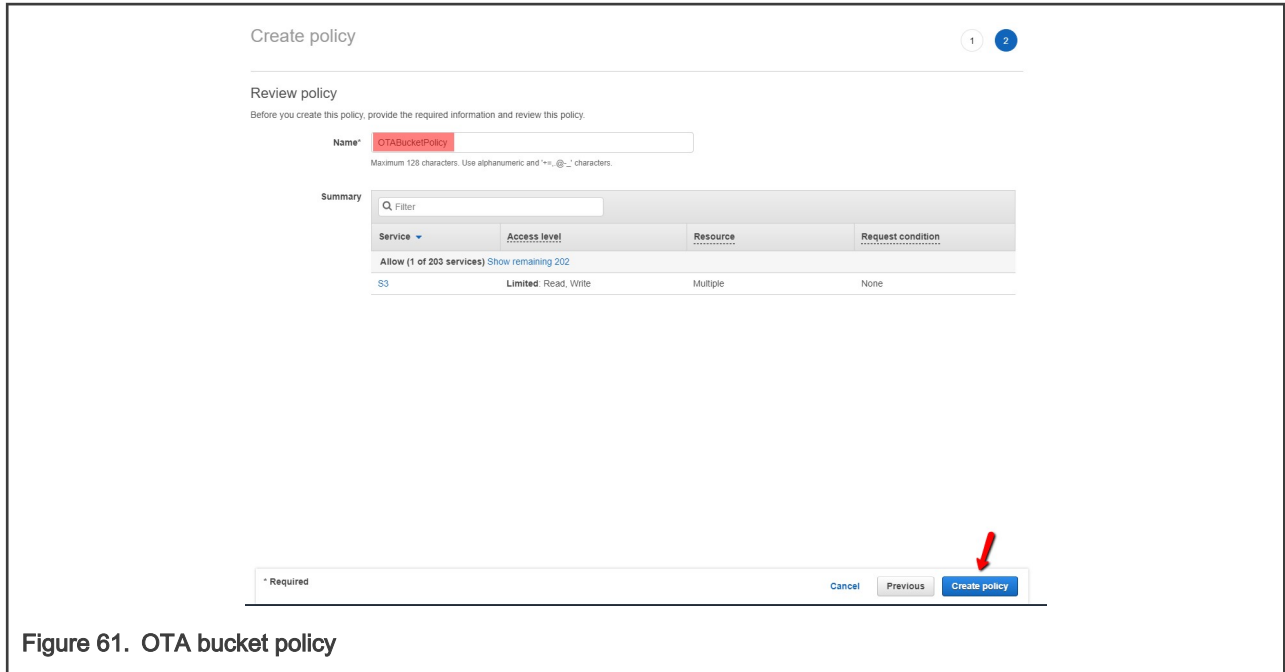 Create policy
1 2
Review policy
Before you create this policy, provide the required information and review this policy.
Name* OTABucketPolicy
Maximum 128 characters. Use alphanumeric and '+=,.@-_' characters.
Summary
Filter
Service Access level Resource Request condition
Allow (1 of 203 services) Show remaining 202
S3 Limited: Read, Write Multiple None
* Required
Cancel Previous Create policy
Figure 61. OTA bucket policy